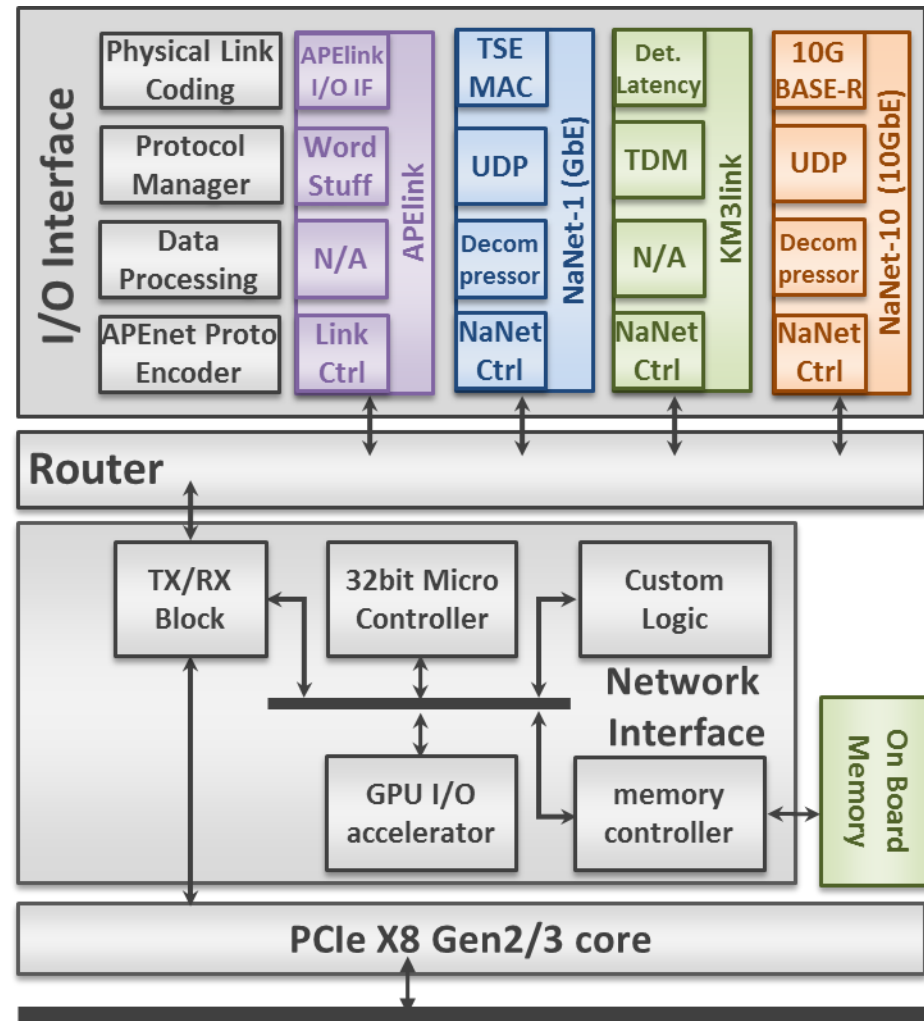 I/O Interface
Physical Link
Coding
Protocol
Manager
Data
Processing
APEnet Proto
Encoder
APElink
I/O IF
Word
Stuff
N/A
Link
Ctrl
APElink
TSE
MAC
UDP
Decom
pressor
NaNet
Ctrl
NaNet-1 (GbE)
Det.
Latency
TDM
N/A
NaNet
Ctrl
KM3link
10G
BASE-R
UDP
Decom
pressor
NaNet
Ctrl
NaNet-10 (10GbE)
Router
TX/RX
Block
32bit Micro
Controller
Custom
Logic
Network
Interface
GPU I/O
accelerator
memory
controller
On Board
Memory
PCIe X8 Gen2/3 core